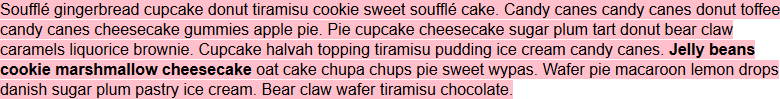 Soufflé gingerbread cupcake donut tiramisu cookie sweet soufflé cake. Candy canes candy canes donut toffee
candy canes cheesecake gummies apple pie. Pie cupcake cheesecake sugar plum tart donut bear claw
caramels liquorice brownie. Cupcake halvah topping tiramisu pudding ice cream candy canes. Jelly beans
cookie marshmallow cheesecake oat cake chupa chups pie sweet wypas. Wafer pie macaroon lemon drops
danish sugar plum pastry ice cream. Bear claw wafer tiramisu chocolate.